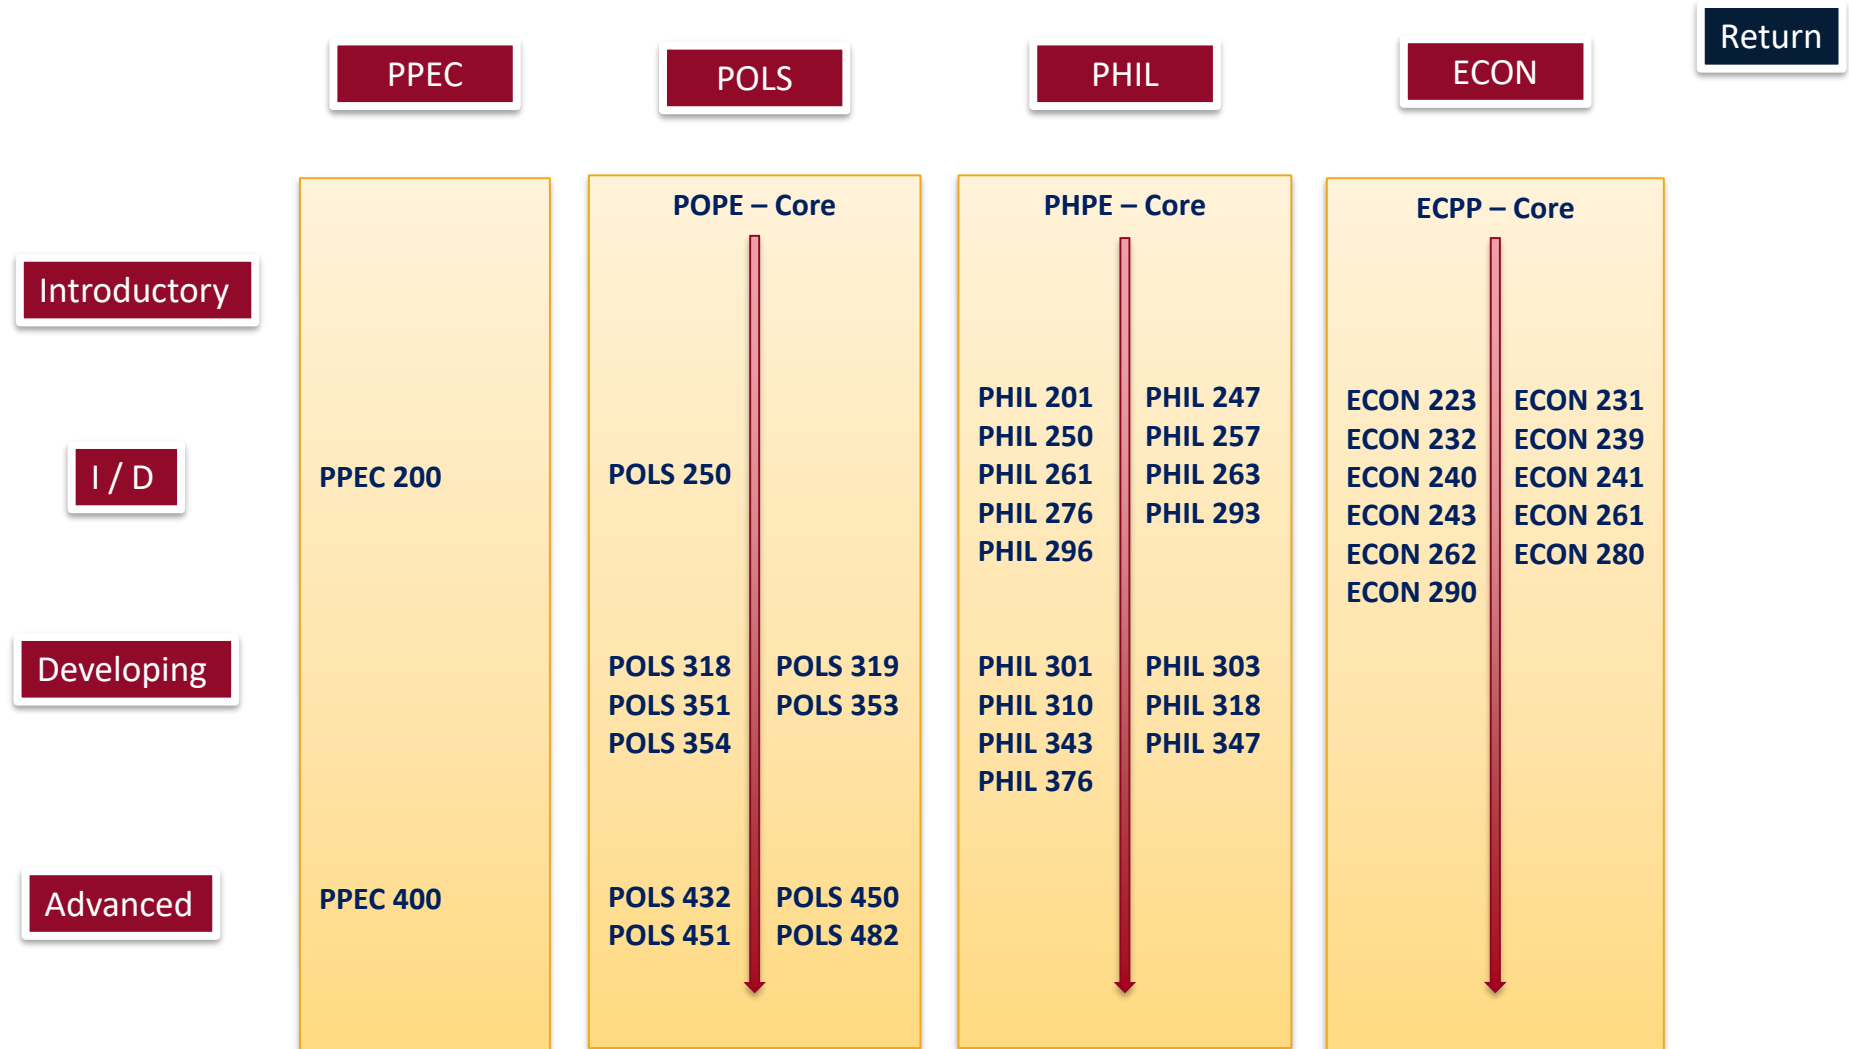 Return
PPEC POLS PHIL ECON
POPE – Core PHPE – Core ECPP – Core
Introductory
PHIL 201 PHIL 247 ECON 223 ECON 231
PHIL 250 PHIL 257 ECON 232 ECON 239
I / D PPEC 200 POLS 250 PHIL 261 PHIL 263 ECON 240 ECON 241
PHIL 276 PHIL 293 ECON 243 ECON 261
PHIL 296 ECON 262 ECON 280
ECON 290
Developing POLS 318 POLS 319 PHIL 301 PHIL 303
POLS 351 POLS 353 PHIL 310 PHIL 318
POLS 354 PHIL 343 PHIL 347
PHIL 376
Advanced PPEC 400 POLS 432 POLS 450
POLS 451 POLS 482